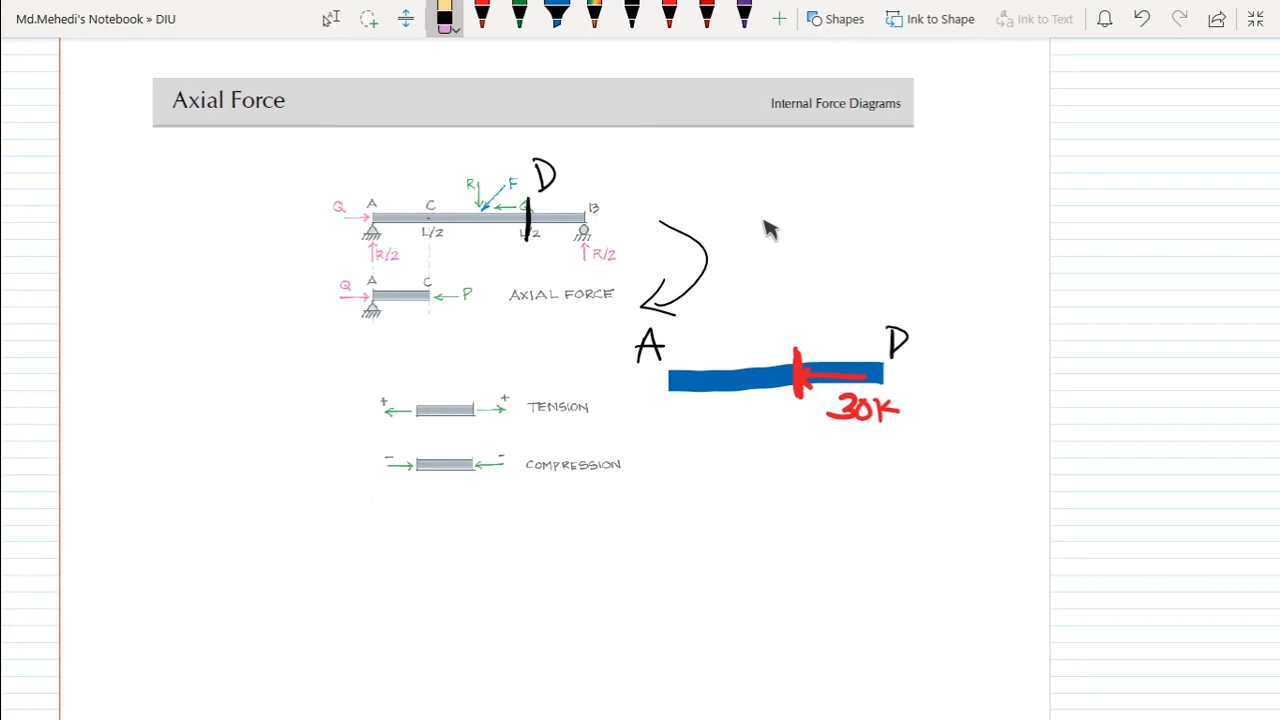 Md.Mehedi's Notebook » DIU
Shapes
Ink to Shape
Ink to Text
Axial Force
Internal Force Diagrams
R F D
Q A C B
L/2 L/2
R/2 R/2
A C
Q P AXIAL FORCE
A D
30K
+ + TENSION
- - COMPRESSION